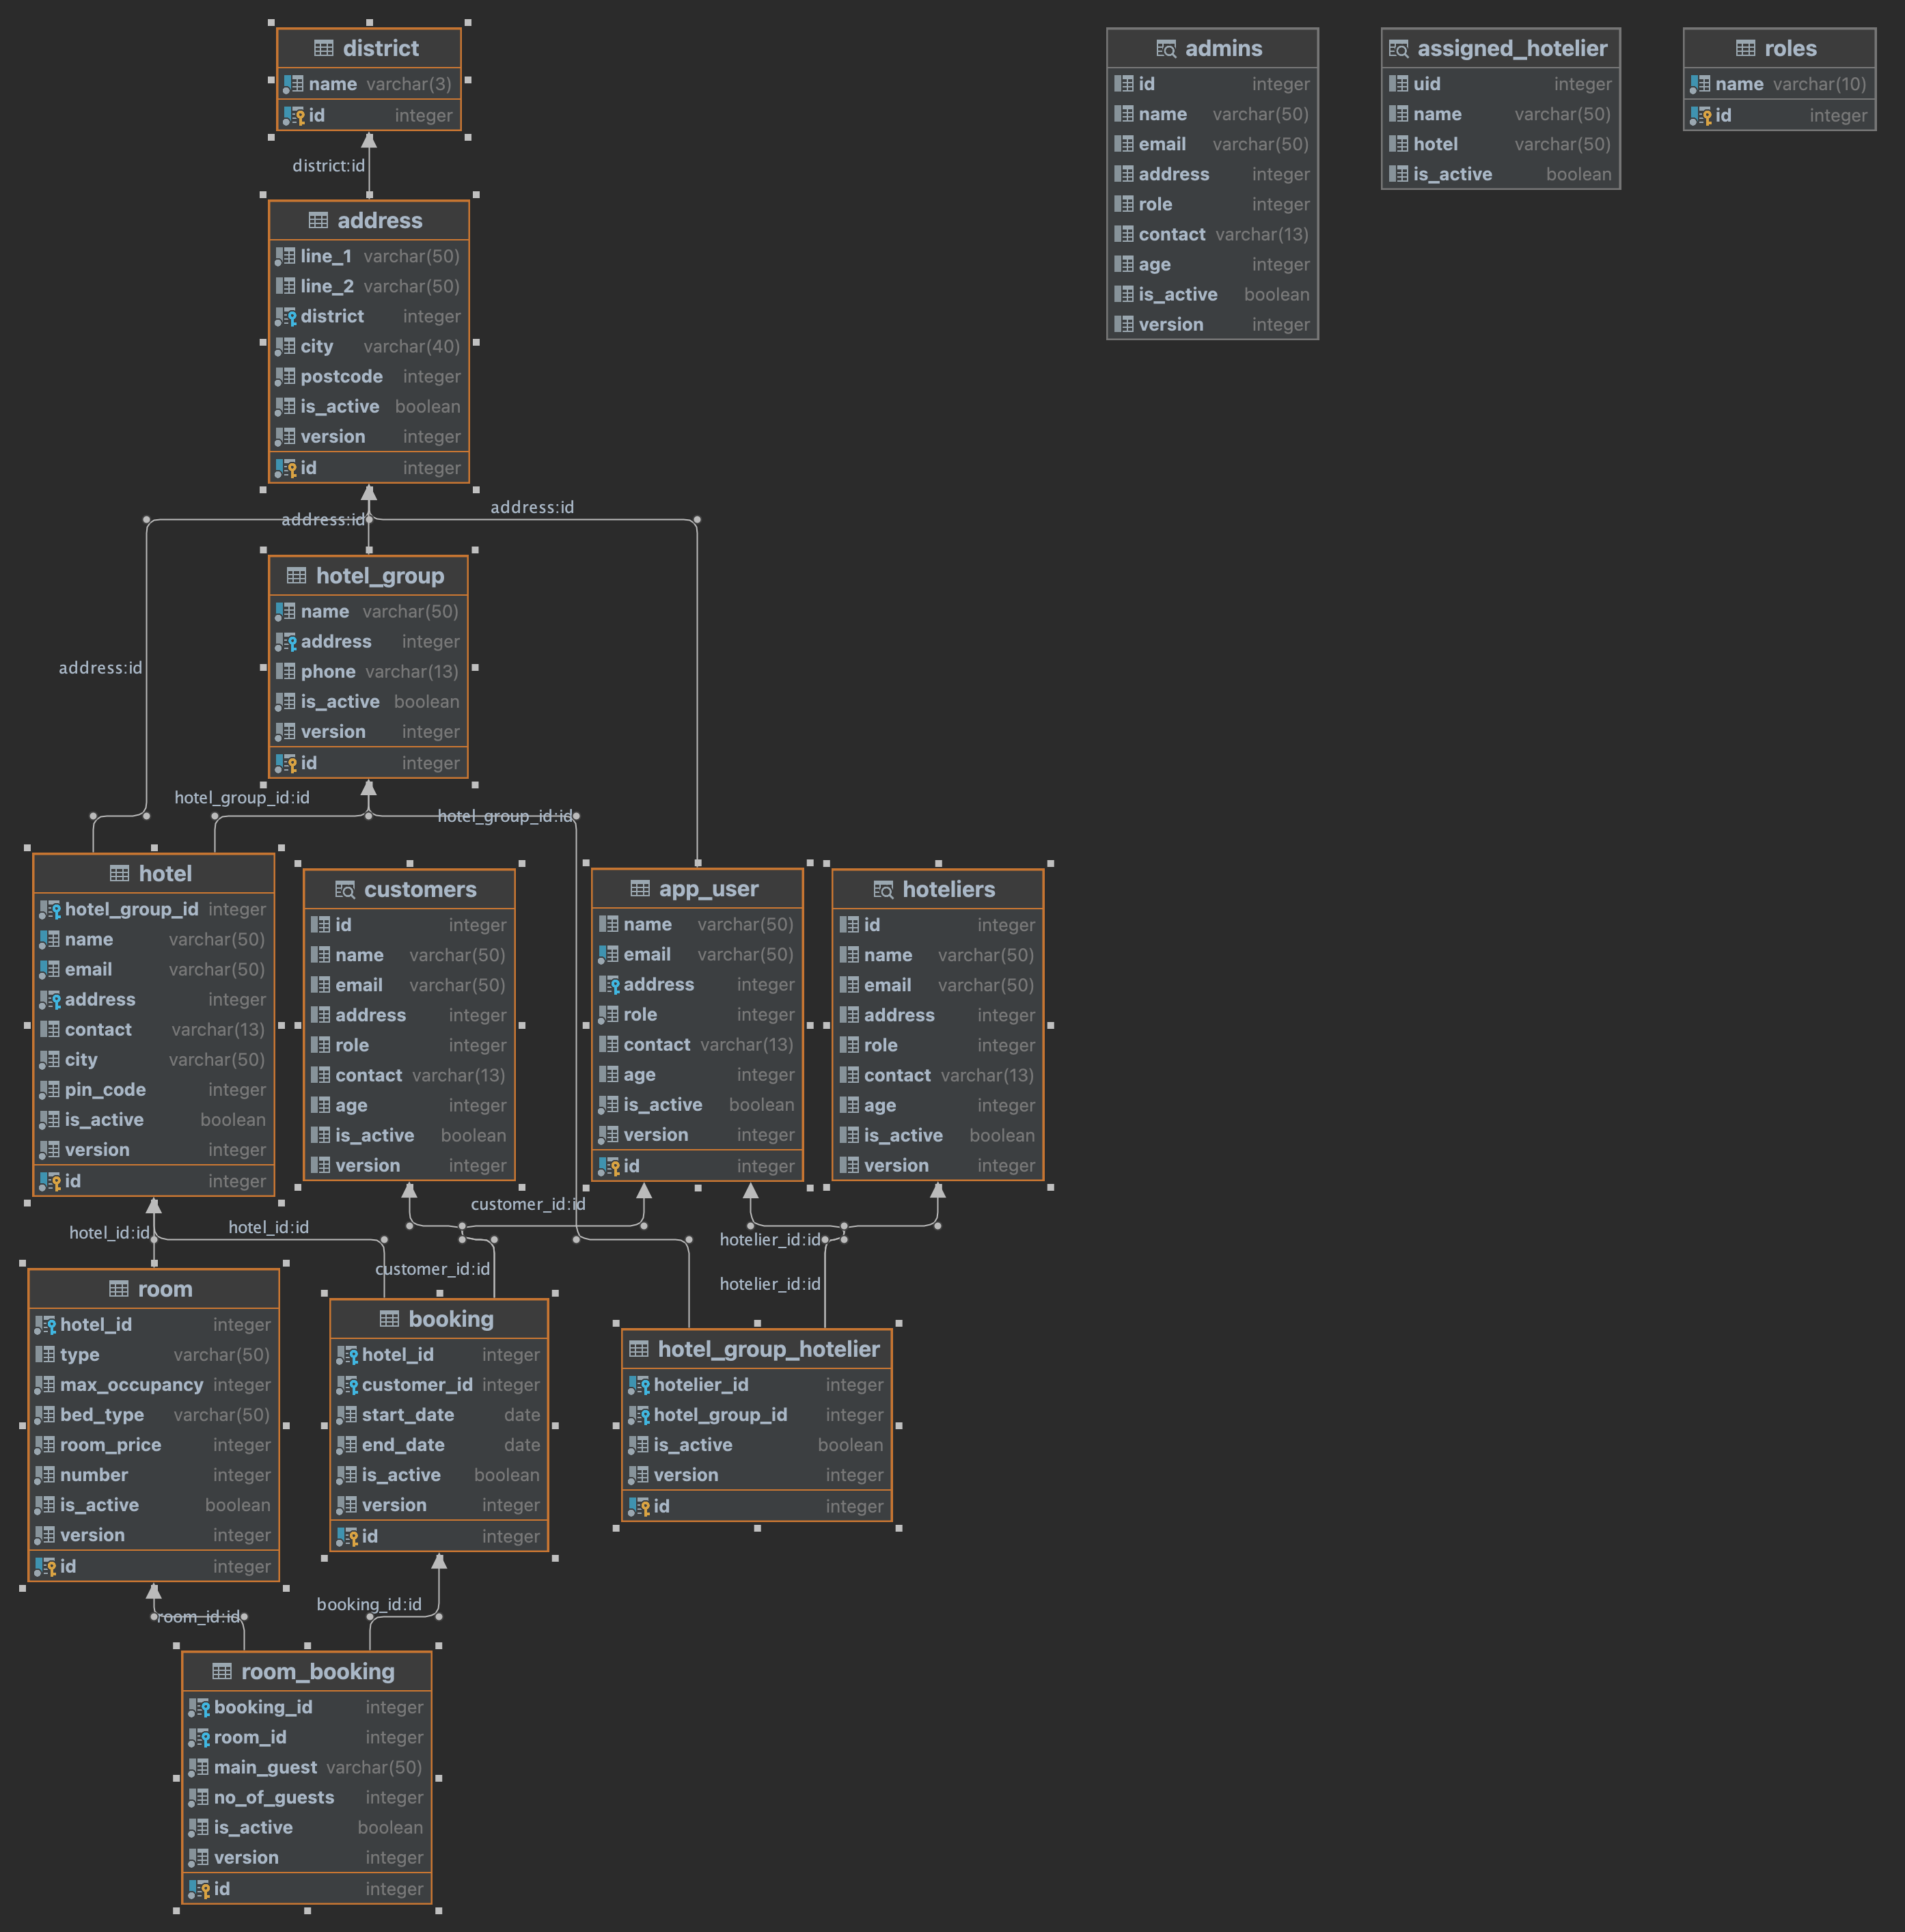 district
name varchar(3)
id integer
district:id
address
line_1 varchar(50)
line_2 varchar(50)
district integer
city varchar(40)
postcode integer
is_active boolean
version integer
id integer
address:id
address:id
address:id
hotel_group
name varchar(50)
address integer
phone varchar(13)
is_active boolean
version integer
id integer
hotel_group_id:id
hotel_group_id:id
hotel
hotel_group_id integer
name varchar(50)
email varchar(50)
address integer
contact varchar(13)
city varchar(50)
pin_code integer
is_active boolean
version integer
id integer
customers
id integer
name varchar(50)
email varchar(50)
address integer
role integer
contact varchar(13)
age integer
is_active boolean
version integer
app_user
name varchar(50)
email varchar(50)
address integer
role integer
contact varchar(13)
age integer
is_active boolean
version integer
id integer
hoteliers
id integer
name varchar(50)
email varchar(50)
address integer
role integer
contact varchar(13)
age integer
is_active boolean
version integer
hotel_id:id
hotel_id:id
customer_id:id
customer_id:id
hotelier_id:id
hotelier_id:id
room
hotel_id integer
type varchar(50)
max_occupancy integer
bed_type varchar(50)
room_price integer
number integer
is_active boolean
version integer
id integer
booking
hotel_id integer
customer_id integer
start_date date
end_date date
is_active boolean
version integer
id integer
hotel_group_hotelier
hotelier_id integer
hotel_group_id integer
is_active boolean
version integer
id integer
room_id:id
booking_id:id
room_booking
booking_id integer
room_id integer
main_guest varchar(50)
no_of_guests integer
is_active boolean
version integer
id integer
admins
id integer
name varchar(50)
email varchar(50)
address integer
role integer
contact varchar(13)
age integer
is_active boolean
version integer
assigned_hotelier
uid integer
name varchar(50)
hotel varchar(50)
is_active boolean
roles
name varchar(10)
id integer